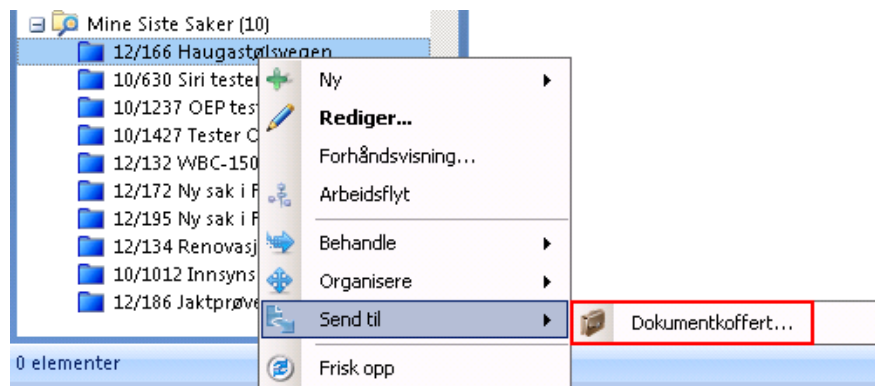 Mine Siste Saker (10)
12/166 Haugastølsvegen
10/630 Siri tester
10/1237 OEP tes
10/1427 Tester
12/132 WBC-150
12/172 Ny sak i F
12/195 Ny sak i F
12/134 Renovasj
10/1012 Innsyns
12/186 Jaktprøve
0 elementer
Ny
Rediger...
Forhåndsvisning...
Arbeidsflyt
Behandle
Organisere
Send til
Dokumentkoffert...
Frisk opp